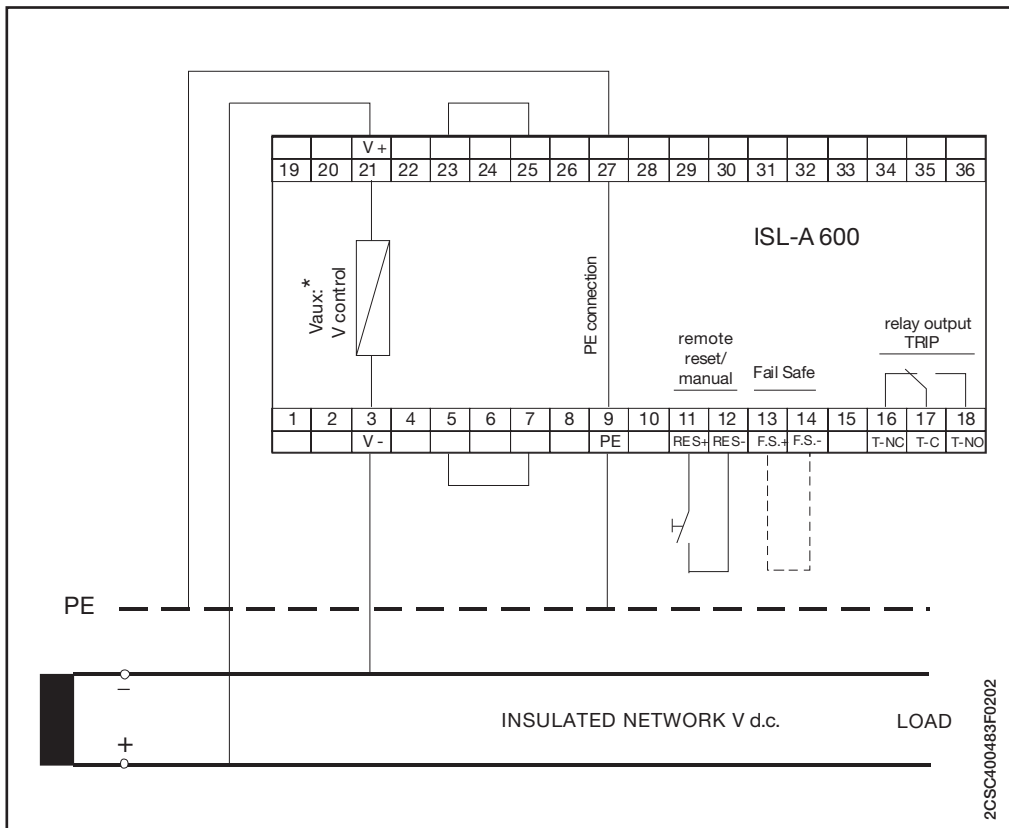 V +
19 20 21 22 23 24 25 26 27 28 29 30 31 32 33 34 35 36
ISL-A 600
Vaux:*
V control
PE connection
remote
reset/
manual
Fail Safe
relay output
TRIP
1 2 3 4 5 6 7 8 9 10 11 12 13 14 15 16 17 18
V - PE RES+ RES- F.S.+ F.S.- T-NC T-C T-NO
PE
–
INSULATED NETWORK V d.c. LOAD
+
2CSC400483F0202